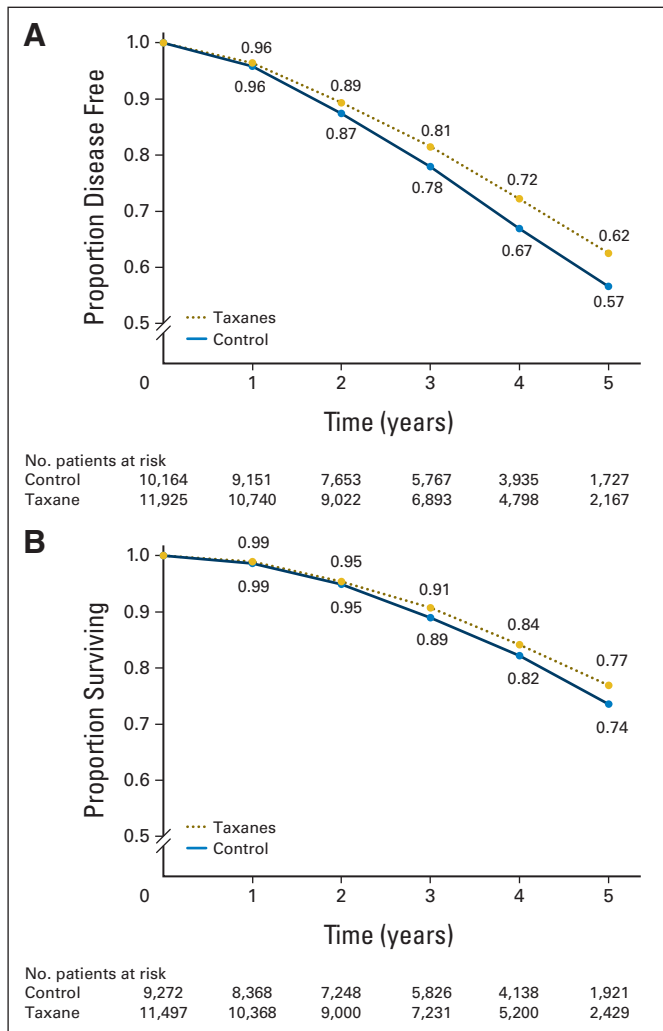 A
Proportion Disease Free
1.0
0.9
0.8
0.7
0.6
0.5
0.96
0.96
0.89
0.87
0.81
0.78
0.72
0.67
0.62
0.57
Taxanes
Control
0 1 2 3 4 5
Time (years)
No. patients at risk
Control 10,164 9,151 7,653 5,767 3,935 1,727
Taxane 11,925 10,740 9,022 6,893 4,798 2,167
B
Proportion Surviving
1.0
0.9
0.8
0.7
0.6
0.5
0.99
0.99
0.95
0.95
0.91
0.89
0.84
0.82
0.77
0.74
Taxanes
Control
0 1 2 3 4 5
Time (years)
No. patients at risk
Control 9,272 8,368 7,248 5,826 4,138 1,921
Taxane 11,497 10,368 9,000 7,231 5,200 2,429